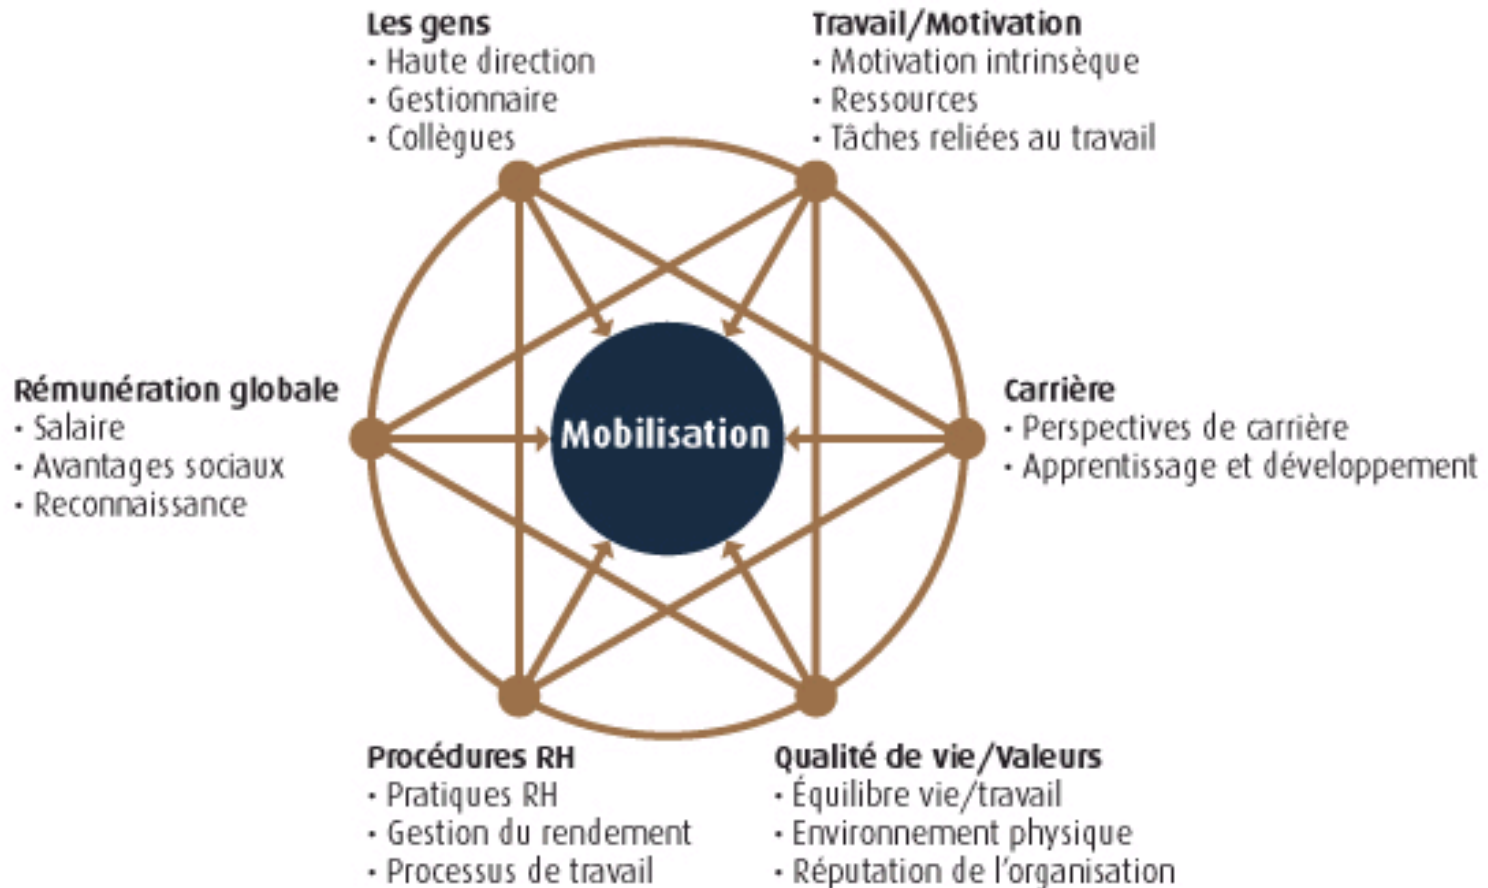 Les gens
· Haute direction
· Gestionnaire
· Collègues
Travail/Motivation
· Motivation intrinsèque
· Ressources
· Tâches reliées au travail
Rémunération globale
· Salaire
· Avantages sociaux
· Reconnaissance
Mobilisation
Carrière
· Perspectives de carrière
· Apprentissage et développement
Procédures RH
· Pratiques RH
· Gestion du rendement
· Processus de travail
Qualité de vie/Valeurs
· Équilibre vie/travail
· Environnement physique
· Réputation de l'organisation